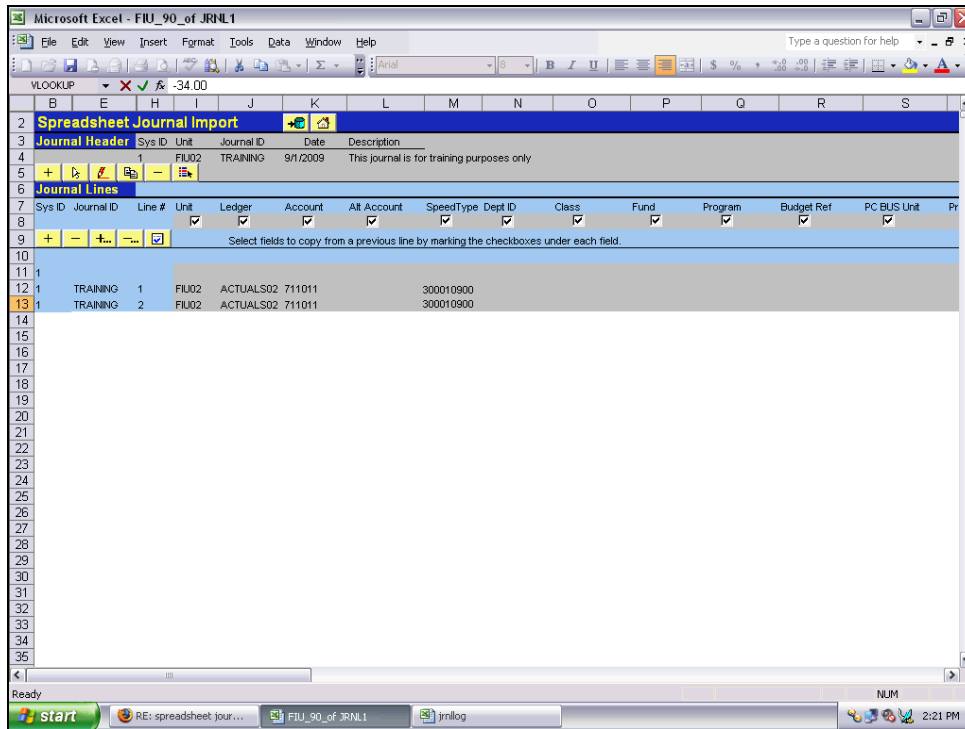 Microsoft Excel - FIU_90_of JRNL1
File Edit View Insert Format Tools Data Window Help Type a question for help
Arial 8 B I U $ % ,
VLOOKUP fx -34.00
B E H I J K L M N O P Q R S
2 Spreadsheet Journal Import
3 Journal Header Sys ID Unit Journal ID Date Description
4 1 FIU02 TRAINING 9/1/2009 This journal is for training purposes only
5
6 Journal Lines
7 Sys ID Journal ID Line # Unit Ledger Account Alt Account SpeedType Dept ID Class Fund Program Budget Ref PC BUS Unit Pr
8
9 Select fields to copy from a previous line by marking the checkboxes under each field.
10
11 1
12 1 TRAINING 1 FIU02 ACTUALS02 711011 300010900
13 1 TRAINING 2 FIU02 ACTUALS02 711011 300010900
14
15
16
17
18
19
20
21
22
23
24
25
26
27
28
29
30
31
32
33
34
35
Ready NUM
start RE: spreadsheet jour... FIU_90_of JRNL1 jrnllog 2:21 PM